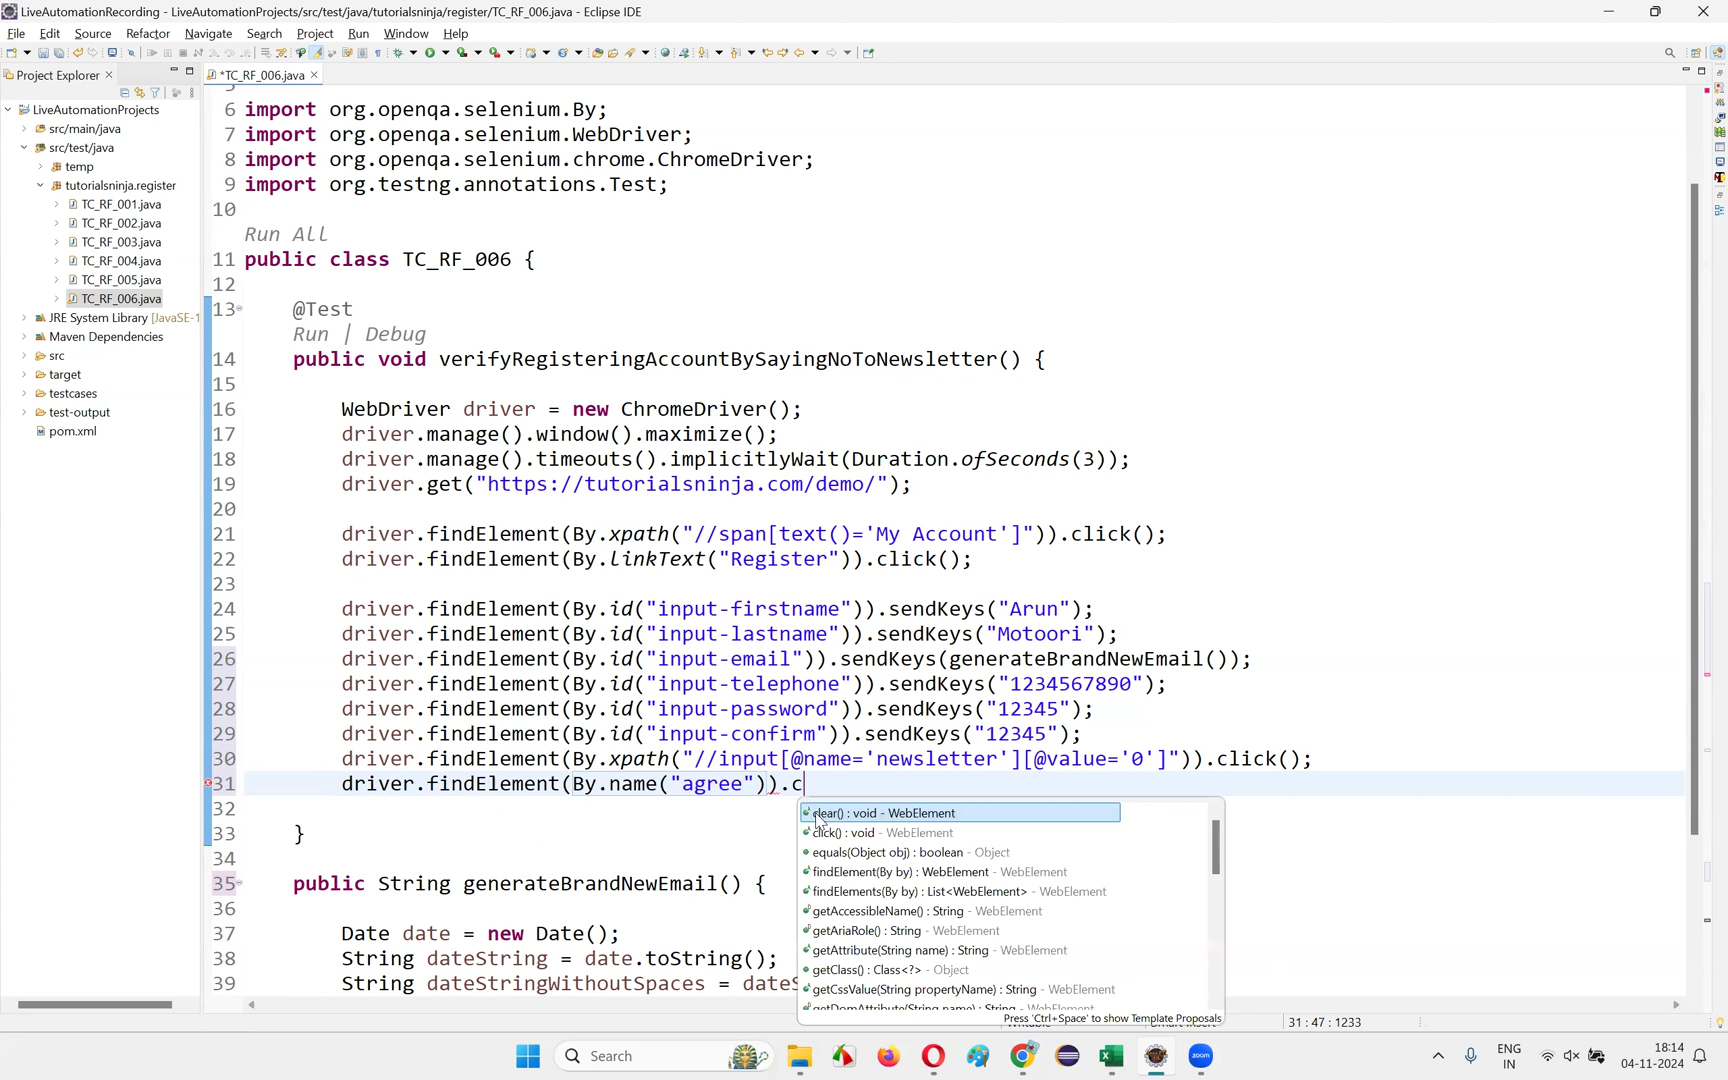 LiveAutomationRecording - LiveAutomationProjects/src/test/java/tutorialsninja/register/TC_RF_006.java - Eclipse IDE
File Edit Source Refactor Navigate Search Project Run Window Help
Project Explorer
*TC_RF_006.java
LiveAutomationProjects
src/main/java
src/test/java
temp
tutorialsninja.register
TC_RF_001.java
TC_RF_002.java
TC_RF_003.java
TC_RF_004.java
TC_RF_005.java
TC_RF_006.java
JRE System Library [JavaSE-1
Maven Dependencies
src
target
testcases
test-output
pom.xml
6 import org.openqa.selenium.By;
7 import org.openqa.selenium.WebDriver;
8 import org.openqa.selenium.chrome.ChromeDriver;
9 import org.testng.annotations.Test;
10
Run All
11 public class TC_RF_006 {
12
13 @Test
Run | Debug
14 public void verifyRegisteringAccountBySayingNoToNewsletter() {
15
16 WebDriver driver = new ChromeDriver();
17 driver.manage().window().maximize();
18 driver.manage().timeouts().implicitlyWait(Duration.ofSeconds(3));
19 driver.get("https://tutorialsninja.com/demo/");
20
21 driver.findElement(By.xpath("//span[text()='My Account']")).click();
22 driver.findElement(By.linkText("Register")).click();
23
24 driver.findElement(By.id("input-firstname")).sendKeys("Arun");
25 driver.findElement(By.id("input-lastname")).sendKeys("Motoori");
26 driver.findElement(By.id("input-email")).sendKeys(generateBrandNewEmail());
27 driver.findElement(By.id("input-telephone")).sendKeys("1234567890");
28 driver.findElement(By.id("input-password")).sendKeys("12345");
29 driver.findElement(By.id("input-confirm")).sendKeys("12345");
30 driver.findElement(By.xpath("//input[@name='newsletter'][@value='0']")).click();
31 driver.findElement(By.name("agree")).c
32
33 }
34
35 public String generateBrandNewEmail() {
36
37 Date date = new Date();
38 String dateString = date.toString();
39 String dateStringWithoutSpaces = dateS
clear() : void - WebElement
click() : void - WebElement
equals(Object obj) : boolean - Object
findElement(By by) : WebElement - WebElement
findElements(By by) : List<WebElement> - WebElement
getAccessibleName() : String - WebElement
getAriaRole() : String - WebElement
getAttribute(String name) : String - WebElement
getClass() : Class<?> - Object
getCssValue(String propertyName) : String - WebElement
getDomAttribute(String name) : String - WebElement
Press 'Ctrl+Space' to show Template Proposals
Writable Smart Insert 31 : 47 : 1233
Search
zoom
ENG
IN
18:14
04-11-2024